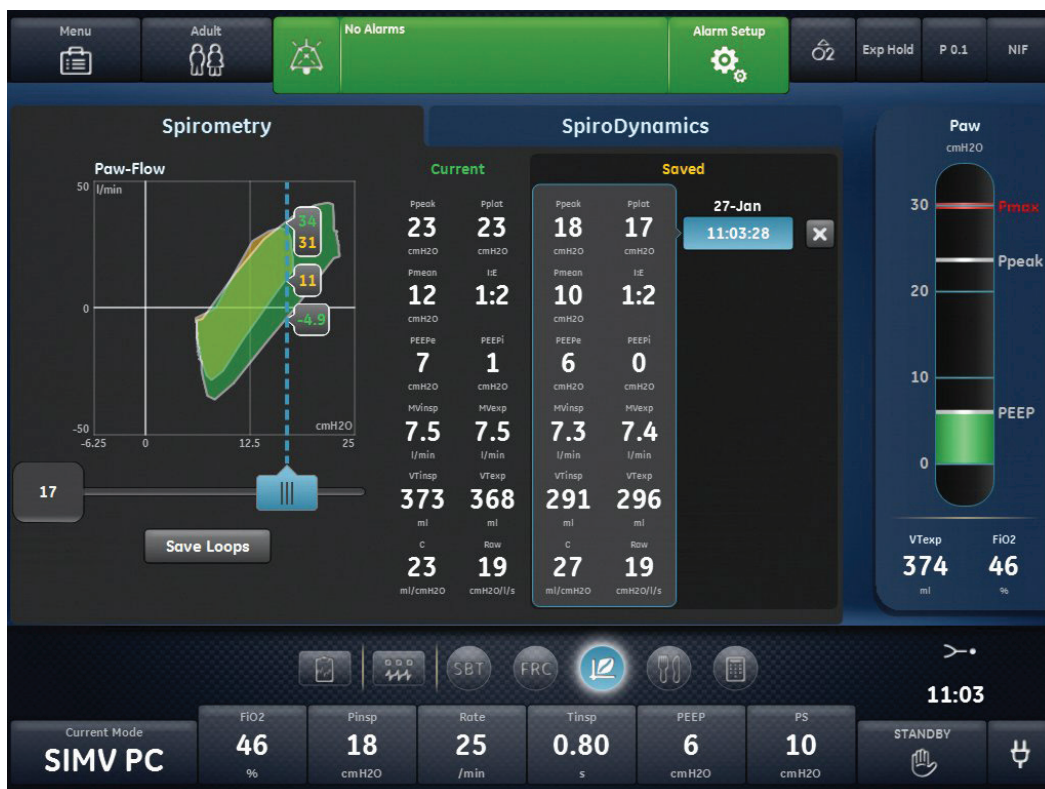 Menu
Adult
No Alarms
Alarm Setup
Ô2
Exp Hold
P 0.1
NIF
Spirometry
SpiroDynamics
Paw-Flow
50 l/min
0
-50
-6.25 0 12.5 25
cmH2O
34
31
11
-4.9
17
Save Loops
Current
Ppeak Pplat
23 23
cmH2O cmH2O
Pmean I:E
12 1:2
cmH2O
PEEPe PEEPi
7 1
cmH2O cmH2O
MVinsp MVexp
7.5 7.5
l/min l/min
VTinsp VTexp
373 368
ml ml
C Raw
23 19
ml/cmH2O cmH2O/l/s
Saved
Ppeak Pplat
18 17
cmH2O cmH2O
Pmean I:E
10 1:2
cmH2O
PEEPe PEEPi
6 0
cmH2O cmH2O
MVinsp MVexp
7.3 7.4
l/min l/min
VTinsp VTexp
291 296
ml ml
C Raw
27 19
ml/cmH2O cmH2O/l/s
27-Jan
11:03:28
Paw
cmH2O
30 Pmax
Ppeak
20
10
PEEP
0
VTexp FiO2
374 46
ml %
SBT
FRC
11:03
Current Mode
SIMV PC
FiO2
46
%
Pinsp
18
cmH2O
Rate
25
/min
Tinsp
0.80
s
PEEP
6
cmH2O
PS
10
cmH2O
STANDBY